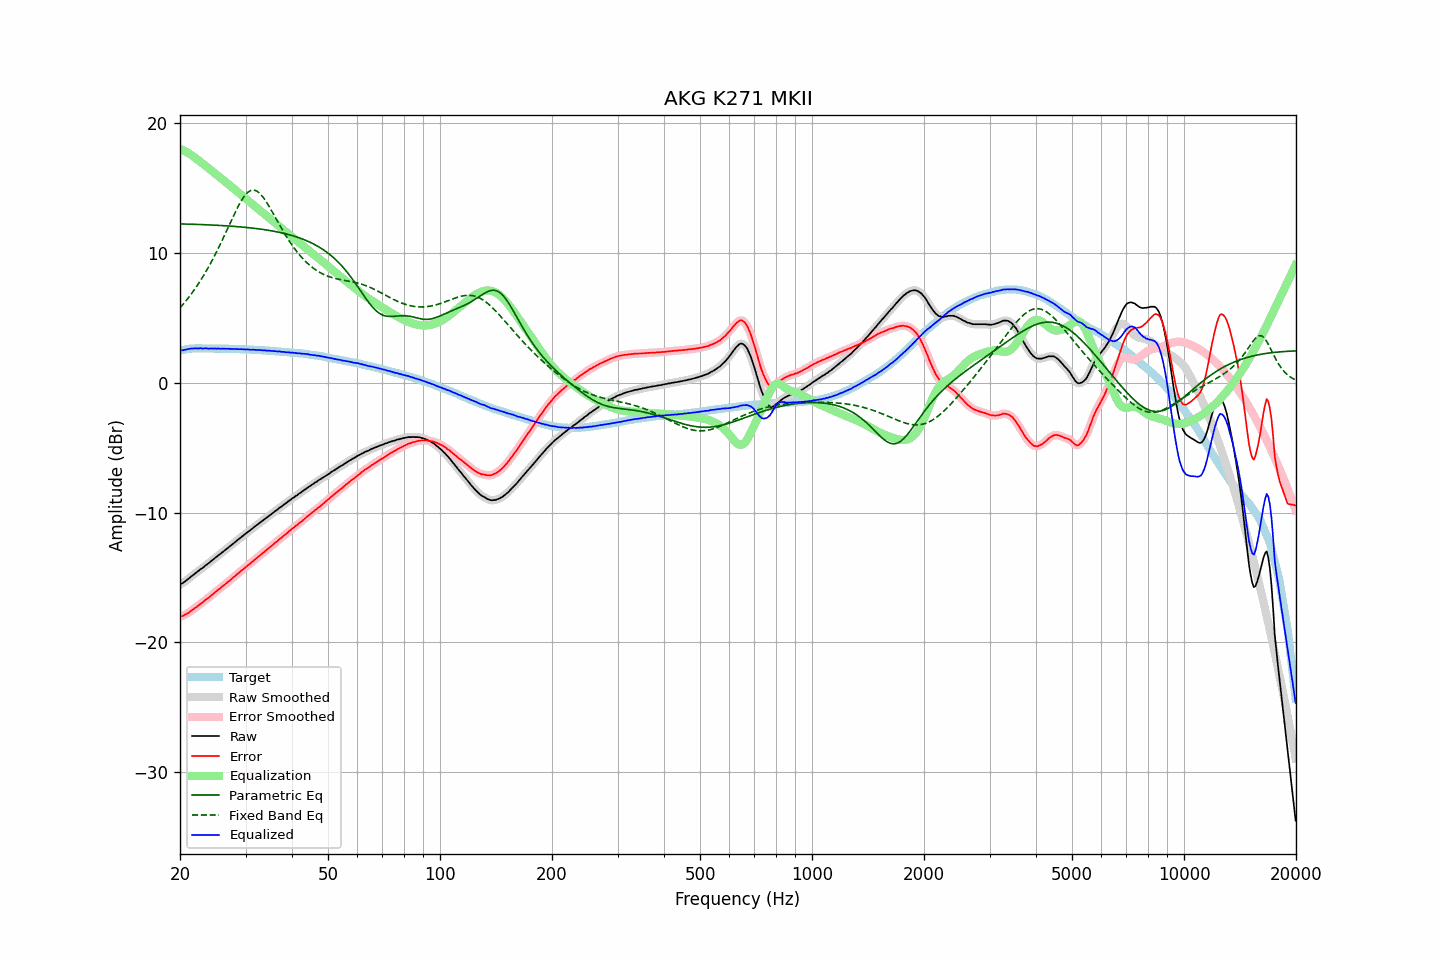 AKG K271 MKII
20
10
0
−10
−20
−30
Amplitude (dBr)
Target
Raw Smoothed
Error Smoothed
Raw
Error
Equalization
Parametric Eq
Fixed Band Eq
Equalized
20 50 100 200 500 1000 2000 5000 10000 20000
Frequency (Hz)